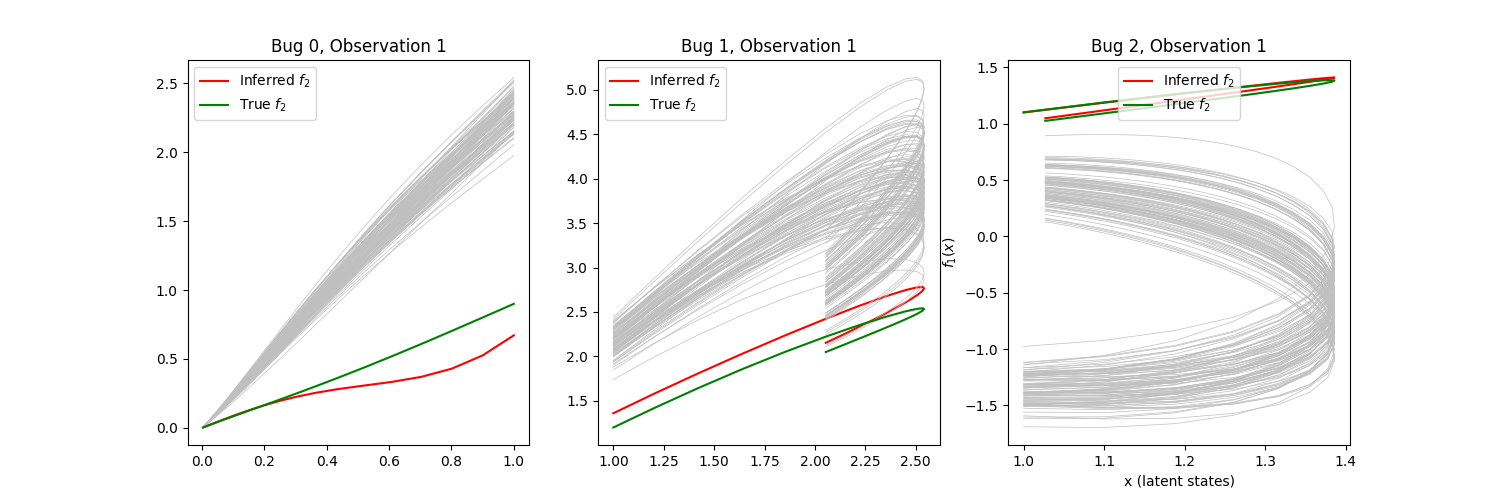 Bug 0, Observation 1
Inferred f₂
True f₂
2.5
2.0
1.5
1.0
0.5
0.0
0.0 0.2 0.4 0.6 0.8 1.0
Bug 1, Observation 1
Inferred f₂
True f₂
5.0
4.5
4.0
3.5
3.0
2.5
2.0
1.5
1.00 1.25 1.50 1.75 2.00 2.25 2.50
Bug 2, Observation 1
Inferred f₂
True f₂
f₁(x)
1.5
1.0
0.5
0.0
−0.5
−1.0
−1.5
1.0 1.1 1.2 1.3 1.4
x (latent states)